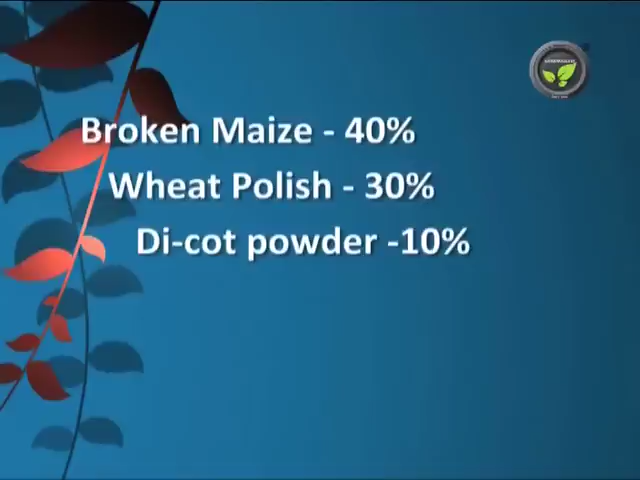 Broken Maize - 40%
Wheat Polish - 30%
Di-cot powder -10%